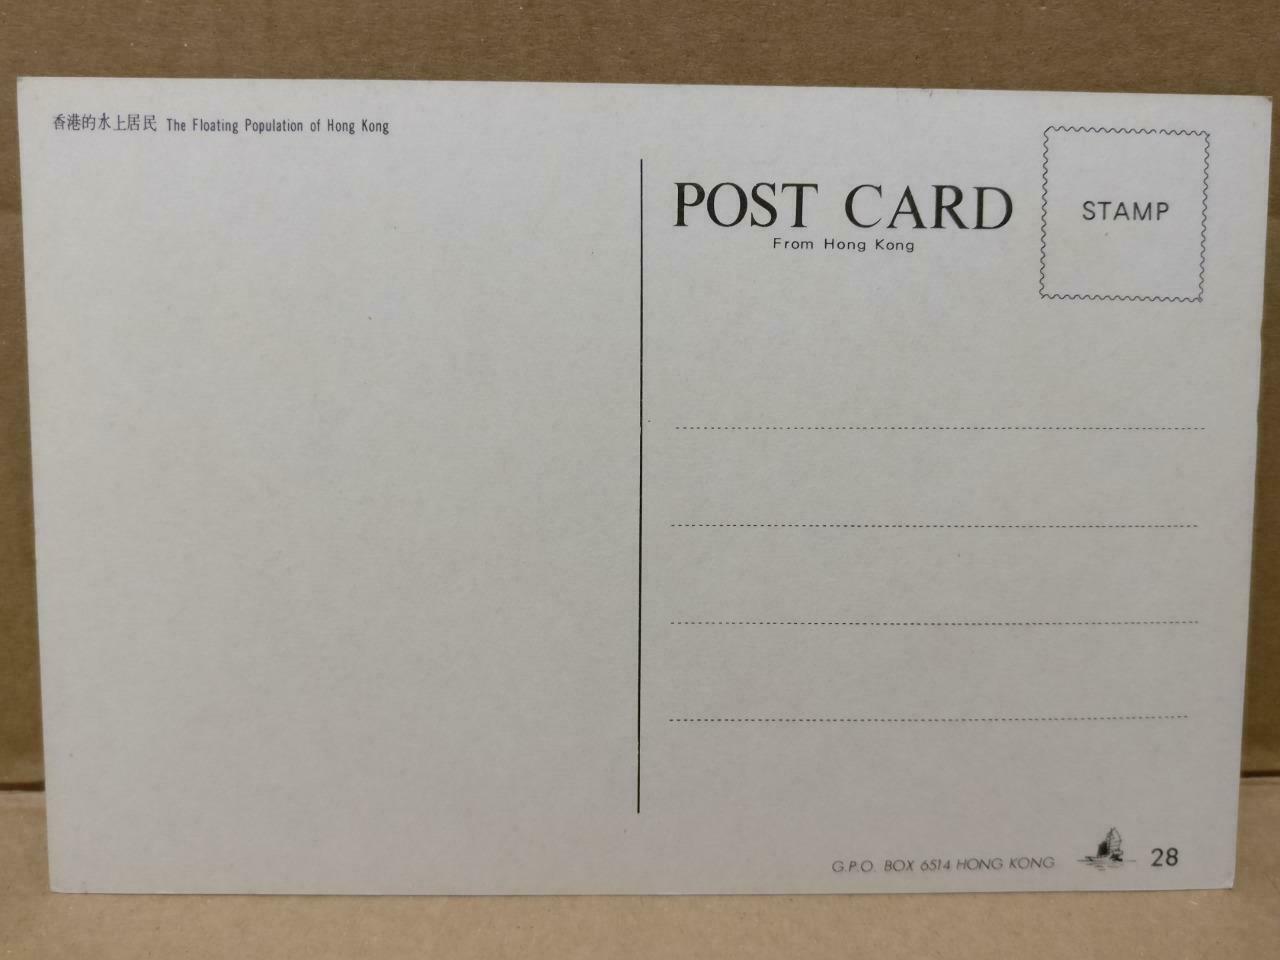 香港的水上居民 The Floating Population of Hong Kong
POST CARD
From Hong Kong
STAMP
G.P.O. BOX 6514 HONG KONG
28